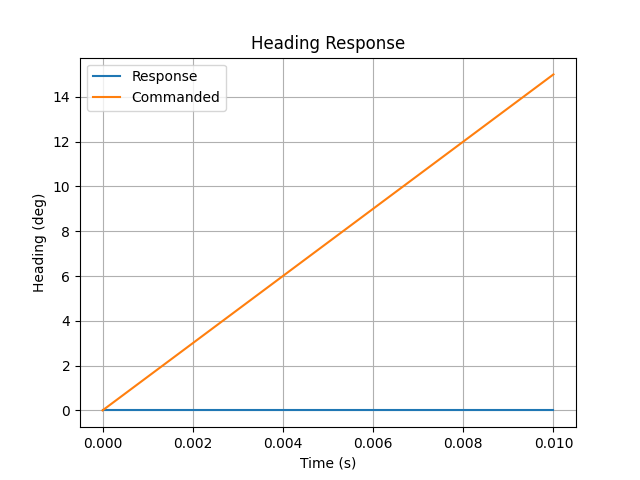 Heading Response
Response
Commanded
14
12
10
8
6
4
2
0
Heading (deg)
0.000 0.002 0.004 0.006 0.008 0.010
Time (s)